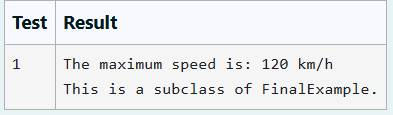 Test Result
1 The maximum speed is: 120 km/h
This is a subclass of FinalExample.